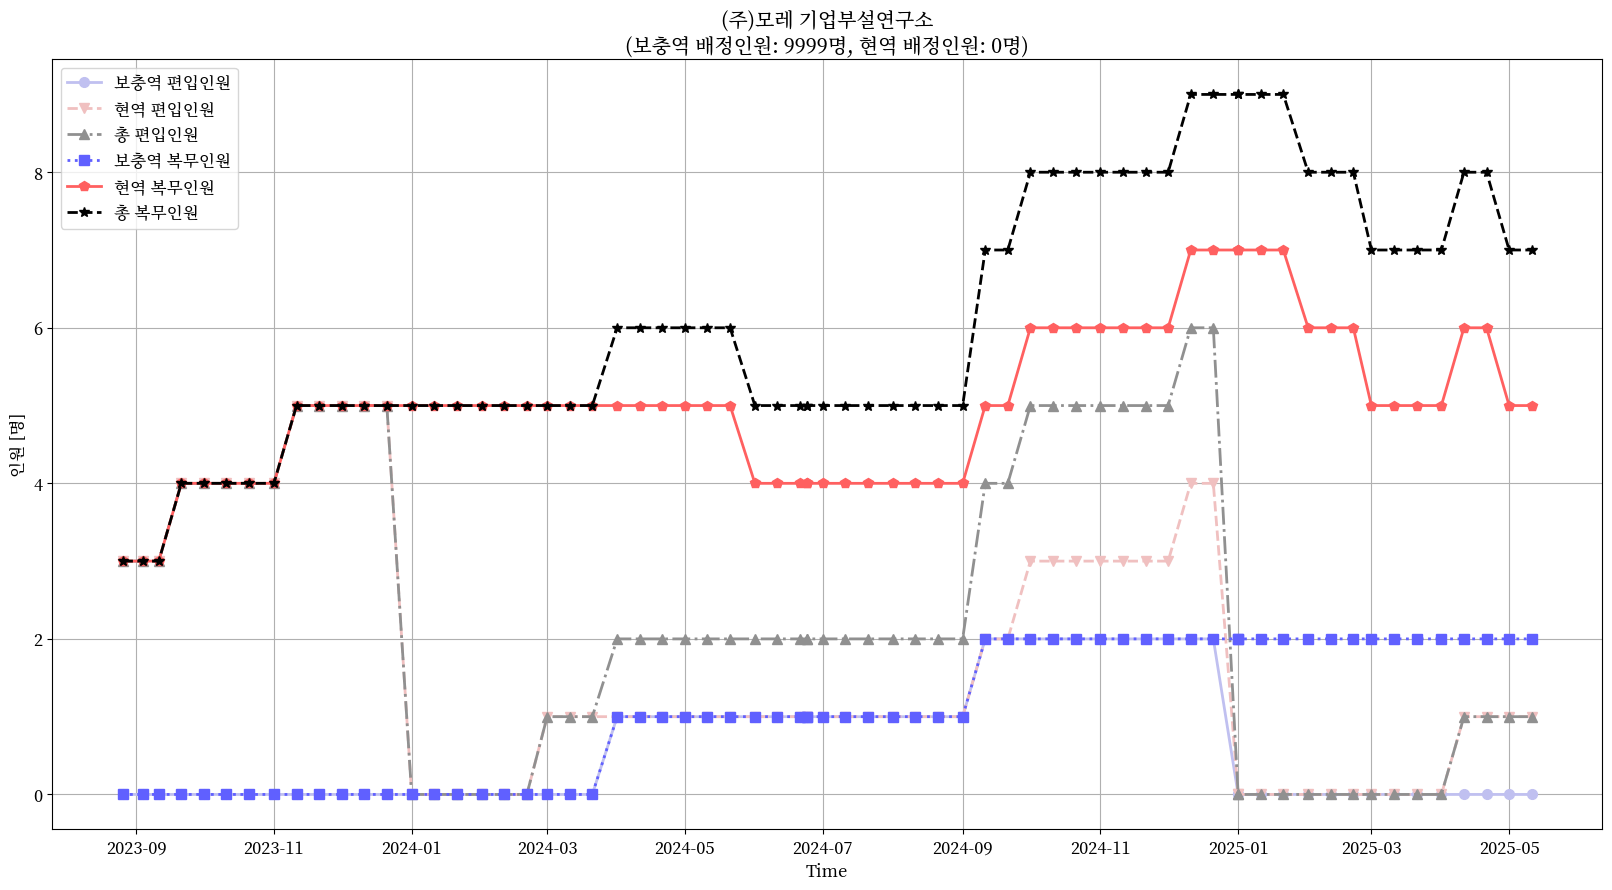 (주)모레 기업부설연구소
(보충역 배정인원: 9999명, 현역 배정인원: 0명)
보충역 편입인원
현역 편입인원
총 편입인원
보충역 복무인원
현역 복무인원
총 복무인원
인원 [명]
8
6
4
2
0
2023-09 2023-11 2024-01 2024-03 2024-05 2024-07 2024-09 2024-11 2025-01 2025-03 2025-05
Time